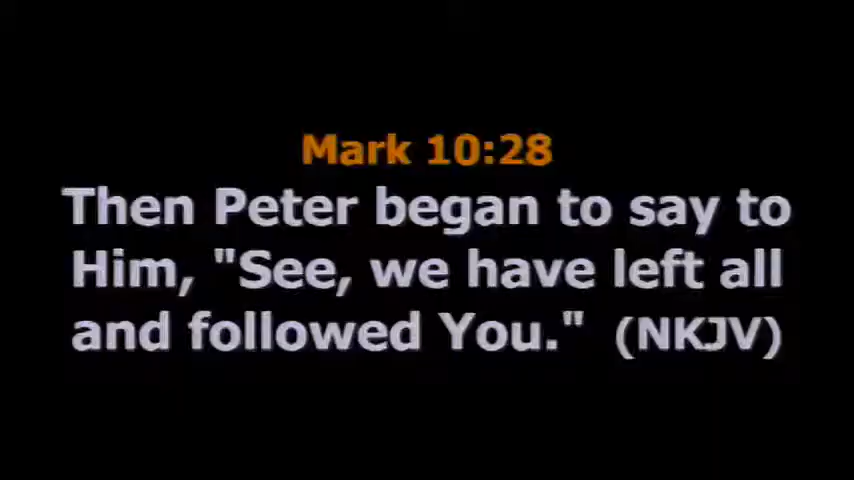 Mark 10:28
Then Peter began to say to
Him, "See, we have left all
and followed You." (NKJV)